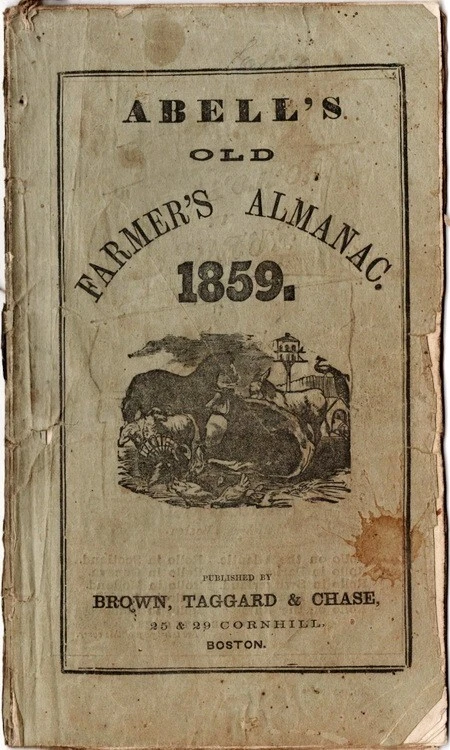 ABELL'S
OLD
FARMER'S ALMANAC.
1859.
PUBLISHED BY
BROWN, TAGGARD & CHASE,
25 & 29 CORNHILL.
BOSTON.